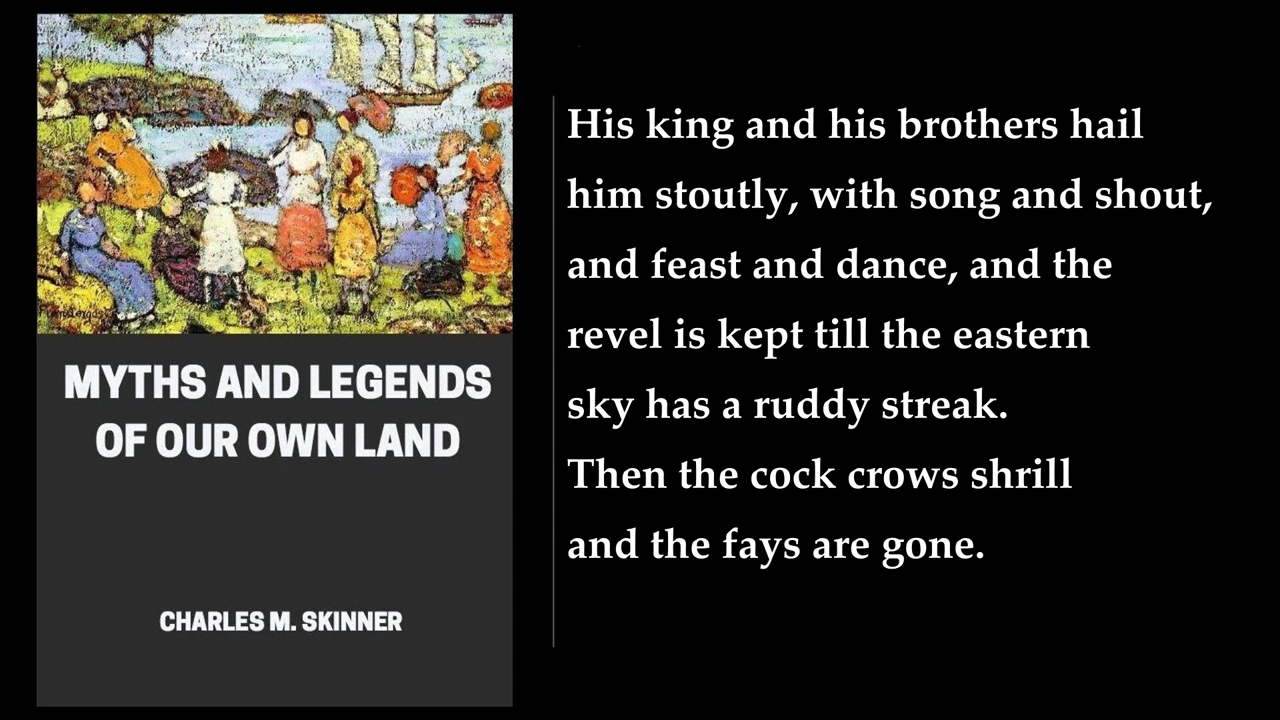 MYTHS AND LEGENDS
OF OUR OWN LAND
CHARLES M. SKINNER
His king and his brothers hail
him stoutly, with song and shout,
and feast and dance, and the
revel is kept till the eastern
sky has a ruddy streak.
Then the cock crows shrill
and the fays are gone.